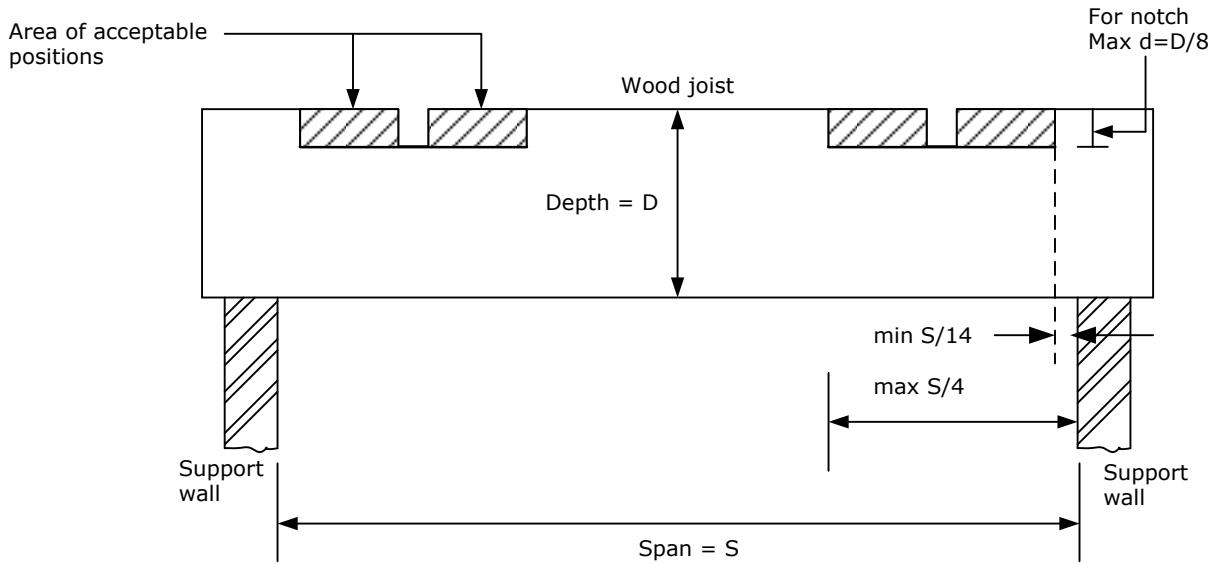 Area of acceptable
positions
For notch
Max d=D/8
Wood joist
Depth = D
min S/14
max S/4
Support
wall
Support
wall
Span = S